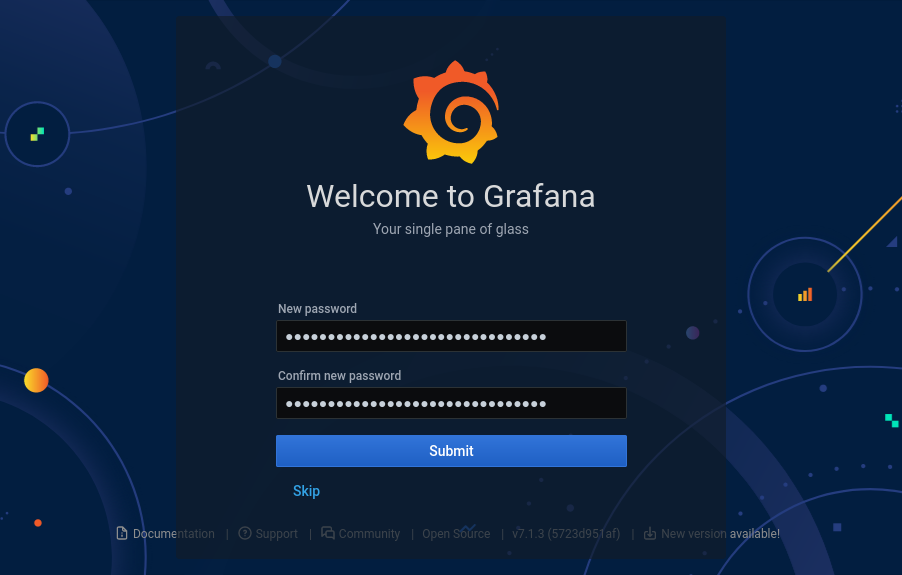 Welcome to Grafana
Your single pane of glass
New password
•••••••••••••••••••••••••••••••
Confirm new password
•••••••••••••••••••••••••••••••
Submit
Skip
Documentation | Support | Community | Open Source | v7.1.3 (5723d951af) | New version available!